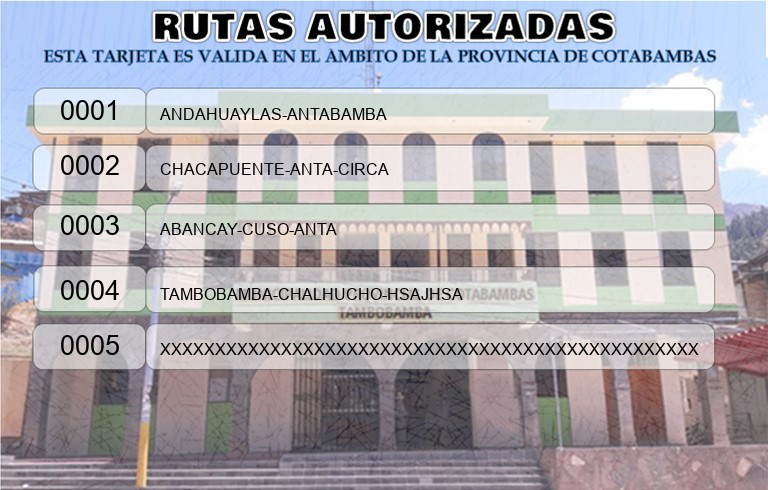 RUTAS AUTORIZADAS
ESTA TARJETA ES VALIDA EN EL AMBITO DE LA PROVINCIA DE COTABAMBAS
0001 ANDAHUAYLAS-ANTABAMBA
0002 CHACAPUENTE-ANTA-CIRCA
0003 ABANCAY-CUSO-ANTA
0004 TAMBOBAMBA-CHALHUCHO-HSAJHSA
COTABAMBAS
TAMBOBAMBA
0005 XXXXXXXXXXXXXXXXXXXXXXXXXXXXXXXXXXXXXXXXXXXXXXXXX